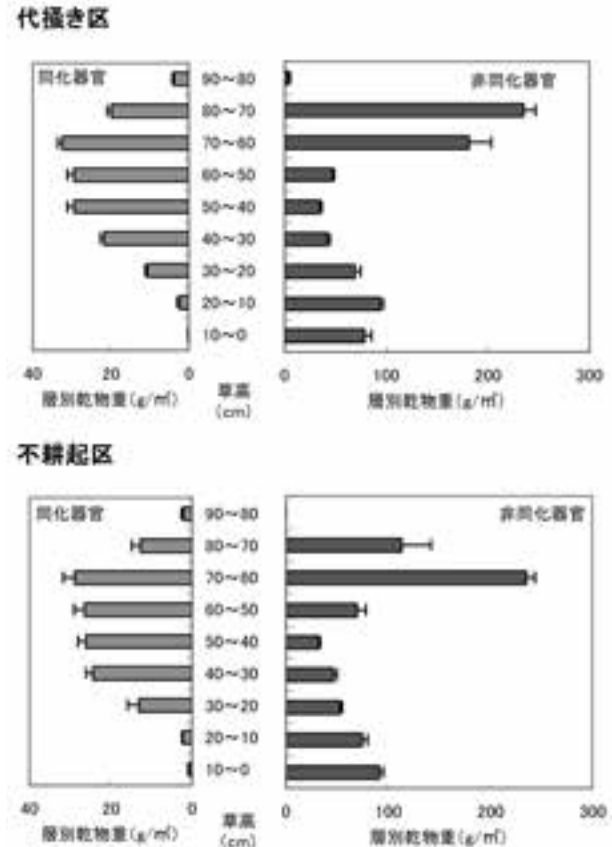 代掻き区
同化器官
非同化器官
90～80
80～70
70～60
60～50
50～40
40～30
30～20
20～10
10～0
40 20 0
草高
(cm)
0 100 200 300
層別乾物重(g/㎡)
層別乾物重(g/㎡)
不耕起区
同化器官
非同化器官
90～80
80～70
70～60
60～50
50～40
40～30
30～20
20～10
10～0
40 20 0
草高
(cm)
0 100 200 300
層別乾物重(g/㎡)
層別乾物重(g/㎡)